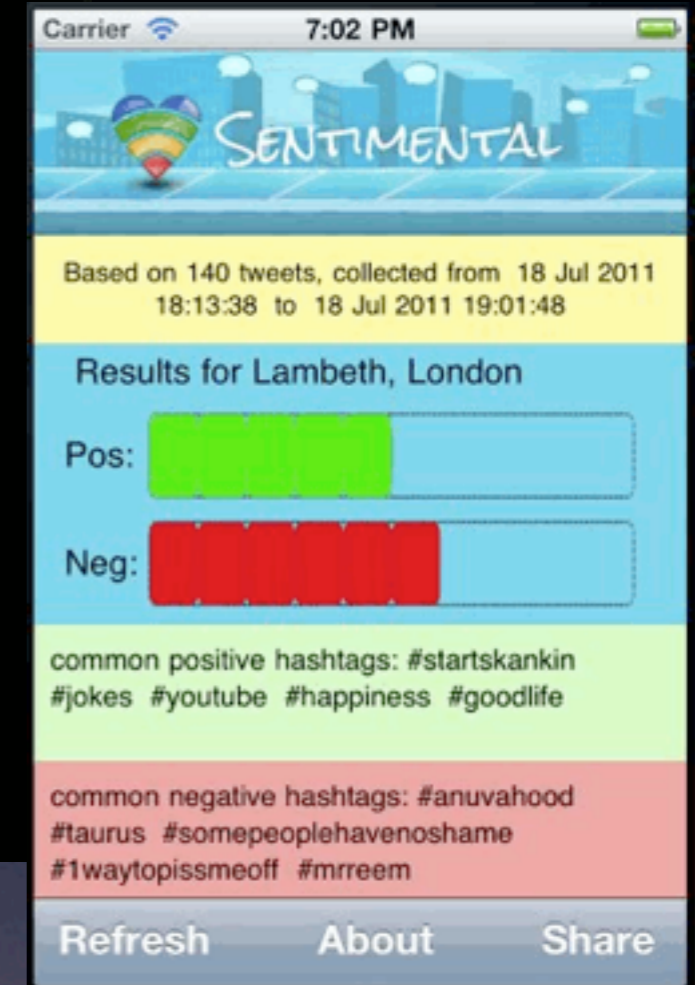 Carrier 7:02 PM
SENTIMENTAL
Based on 140 tweets, collected from 18 Jul 2011
18:13:38 to 18 Jul 2011 19:01:48
Results for Lambeth, London
Pos:
Neg:
common positive hashtags: #startskankin
#jokes #youtube #happiness #goodlife
common negative hashtags: #anuvahood
#taurus #somepeoplehavenoshame
#1waytopissmeoff #mrreem
Refresh About Share